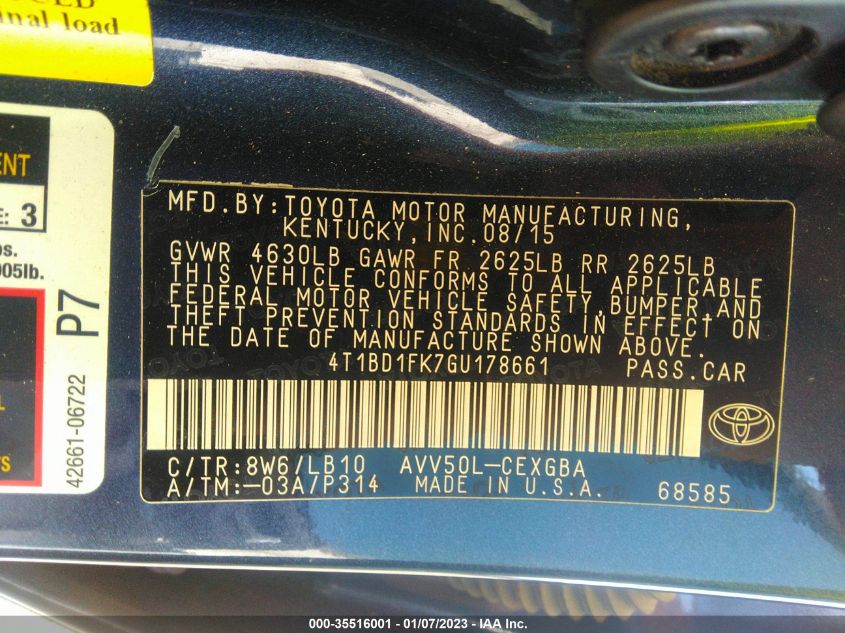 inal load
ENT
E: 3
os.
005lb.
P7
42661-06722
L
TS
MFD.BY:TOYOTA MOTOR MANUFACTURING,
KENTUCKY,INC.08/15
GVWR 4630LB GAWR FR 2625LB RR 2625LB
THIS VEHICLE CONFORMS TO ALL APPLICABLE
FEDERAL MOTOR VEHICLE SAFETY,BUMPER,AND
THEFT PREVENTION STANDARDS IN EFFECT ON
THE DATE OF MANUFACTURE SHOWN ABOVE.
4T1BD1FK7GU178661 PASS.CAR
C/TR:8W6/LB10 AVV50L-CEXGBA
A/TM:-03A/P314 MADE IN U.S.A. 68585
000-35516001 - 01/07/2023 - IAA Inc.